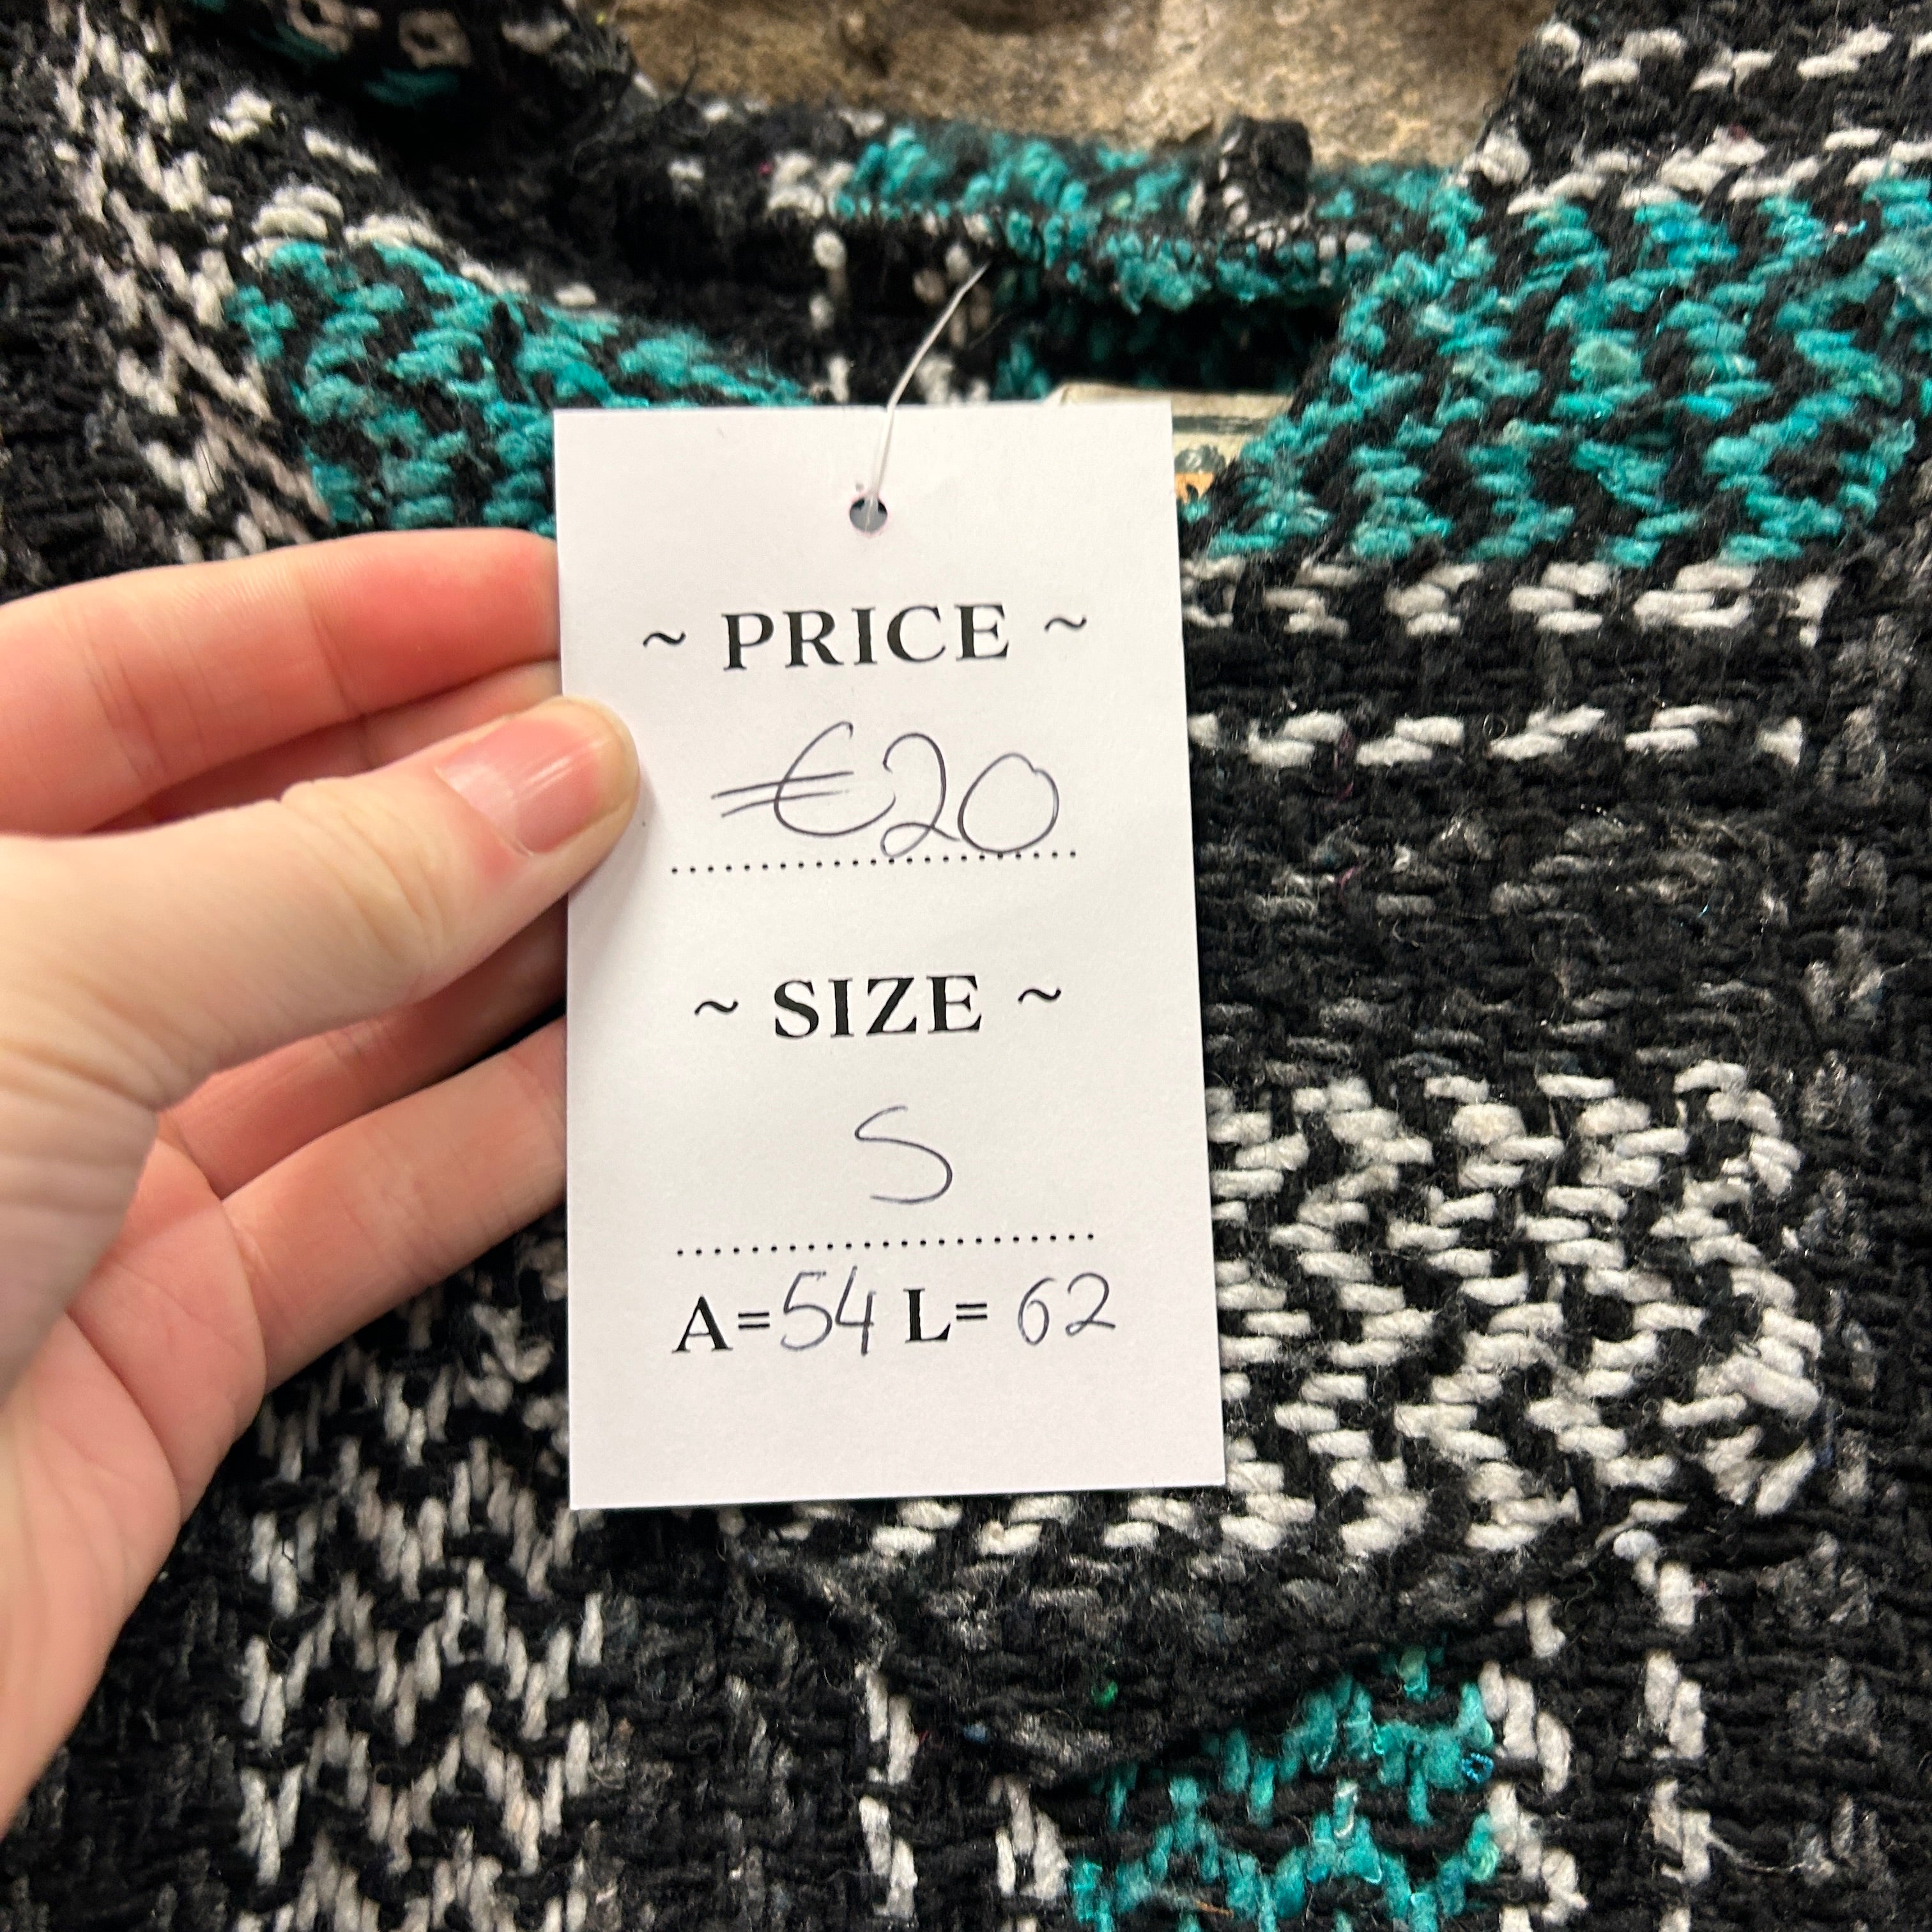 ~ PRICE ~
€20
~ SIZE ~
S
A=54 L= 62